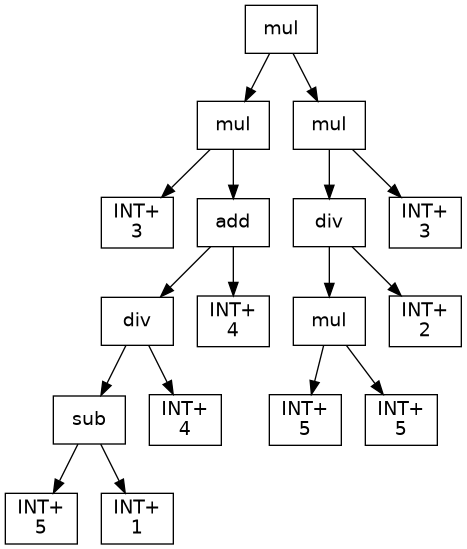 mul
mul
mul
INT+
3
add
div
INT+
3
div
INT+
4
mul
INT+
2
sub
INT+
4
INT+
5
INT+
5
INT+
5
INT+
1